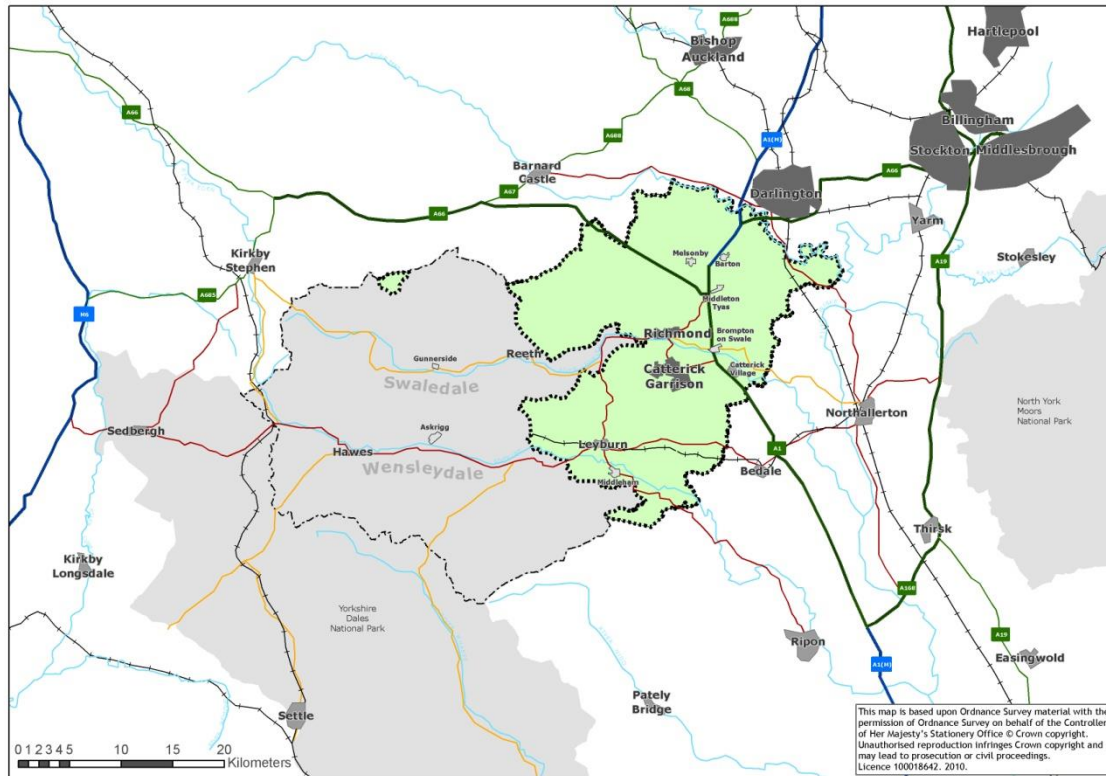 A688
Bishop
Auckland
Hartlepool
A68
A66
A688
A1(M)
Billingham
Stockton
Middlesbrough
Barnard
Castle
A67
A66
Darlington
A66
Yarm
Kirkby
Stephen
Melsonby
Barton
Stokesley
A19
A685
Middleton
Tyas
M6
Richmond
Brompton
on Swale
Reeth
Gunnerside
Catterick
Village
Catterick
Garrison
Swaledale
North York
Moors
National Park
Northallerton
Sedbergh
Askrigg
Leyburn
Hawes
A1
Wensleydale
Bedale
Middleham
Thirsk
Kirkby
Longsdale
A168
Yorkshire
Dales
National Park
Ripon
A19
A1(M)
Easingwold
Pately
Bridge
Settle
0 1 2 3 4 5 10 15 20
Kilometers
This map is based upon Ordnance Survey material with the
permission of Ordnance Survey on behalf of the Controller
of Her Majesty's Stationery Office © Crown copyright.
Unauthorised reproduction infringes Crown copyright and
may lead to prosecution or civil proceedings.
Licence 100018642. 2010.